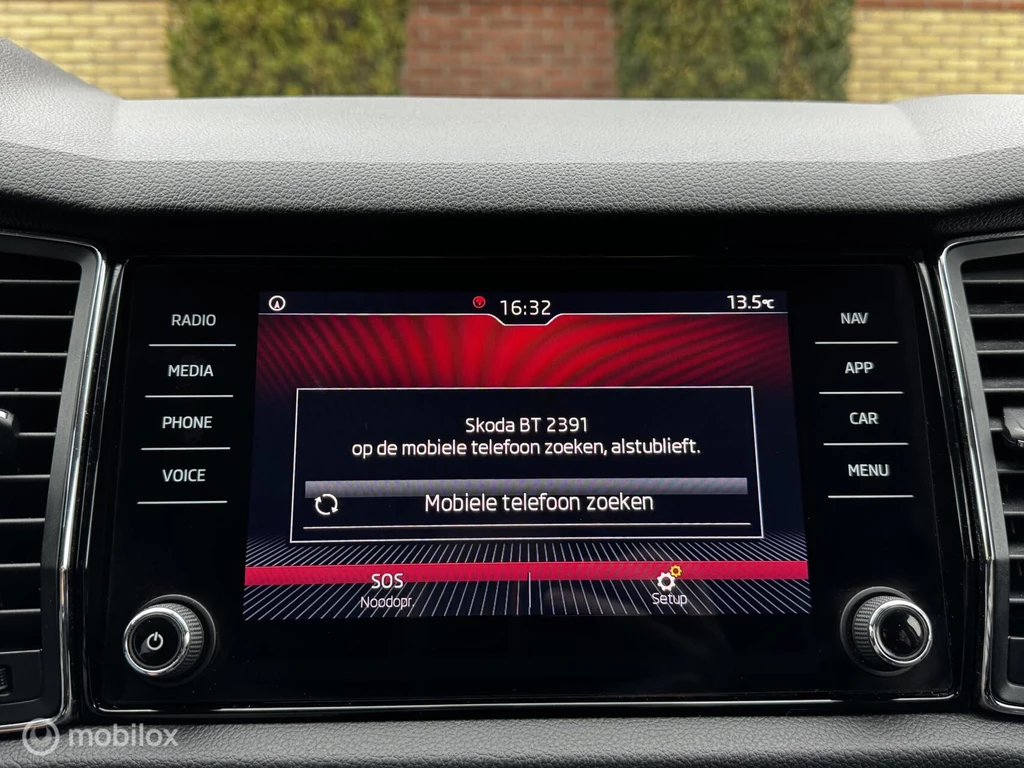 16:32
13.5°C
RADIO
MEDIA
PHONE
VOICE
NAV
APP
CAR
MENU
Skoda BT 2391
op de mobiele telefoon zoeken, alstublieft.
Mobiele telefoon zoeken
SOS
Noodopr.
Setup
mobilox